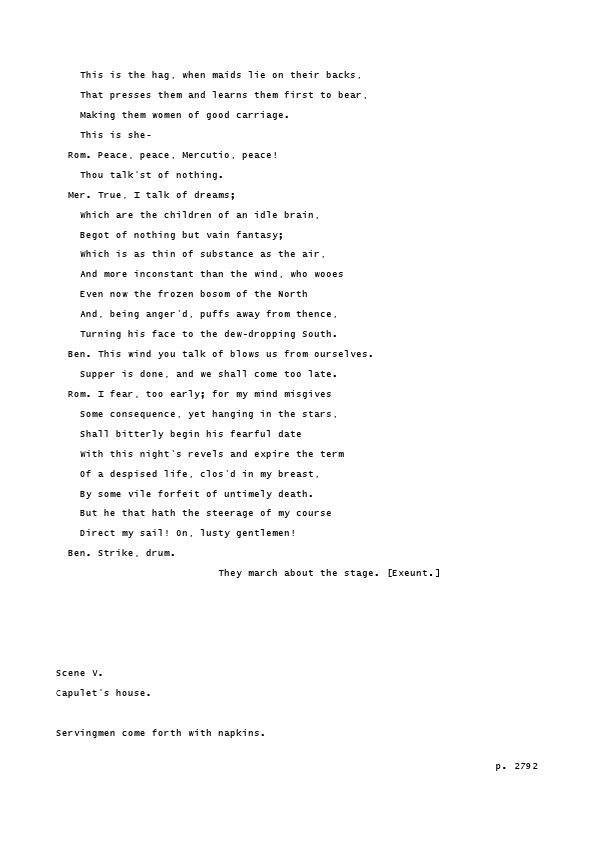 This is the hag, when maids lie on their backs,
That presses them and learns them first to bear,
Making them women of good carriage.
This is she-
Rom. Peace, peace, Mercutio, peace!
Thou talk'st of nothing.
Mer. True, I talk of dreams;
Which are the children of an idle brain,
Begot of nothing but vain fantasy;
Which is as thin of substance as the air,
And more inconstant than the wind, who wooes
Even now the frozen bosom of the North
And, being anger'd, puffs away from thence,
Turning his face to the dew-dropping South.
Ben. This wind you talk of blows us from ourselves.
Supper is done, and we shall come too late.
Rom. I fear, too early; for my mind misgives
Some consequence, yet hanging in the stars,
Shall bitterly begin his fearful date
With this night's revels and expire the term
Of a despised life, clos'd in my breast,
By some vile forfeit of untimely death.
But he that hath the steerage of my course
Direct my sail! On, lusty gentlemen!
Ben. Strike, drum.
They march about the stage. [Exeunt.]
Scene V.
Capulet's house.
Servingmen come forth with napkins.
p. 2792